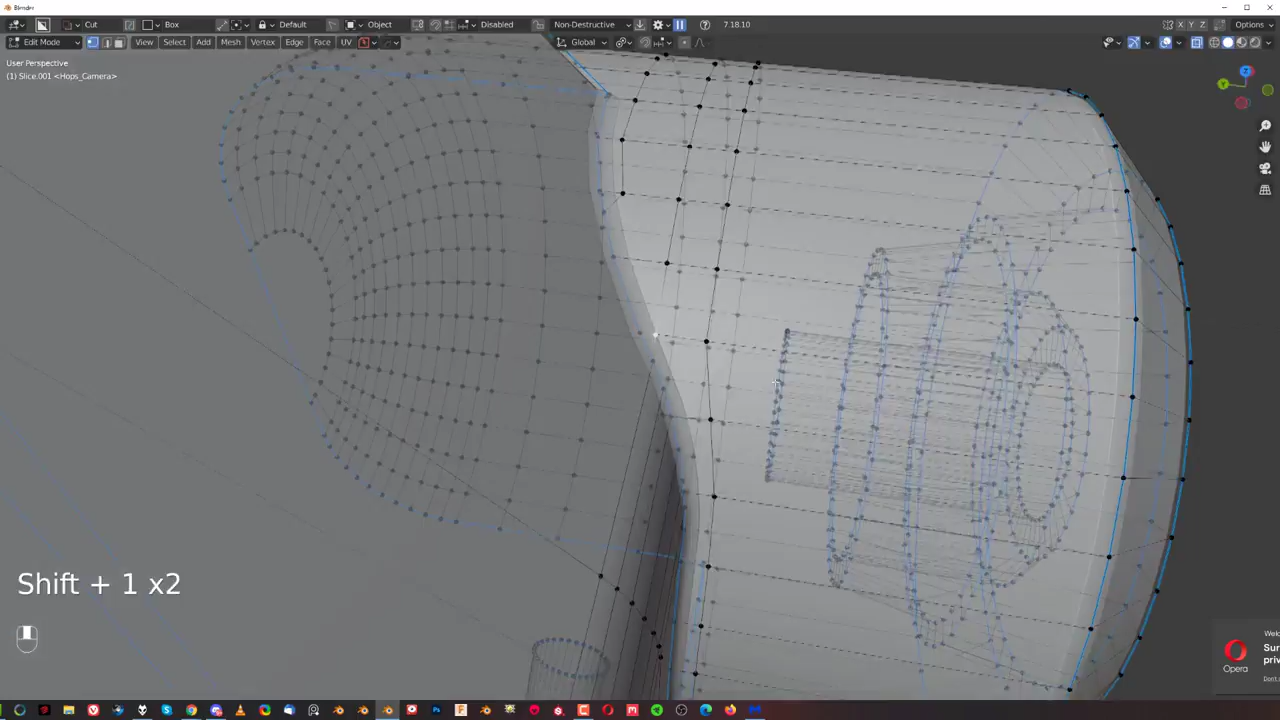 Blender
Cut
Box
Default
Object
Disabled
Non-Destructive
7.18.10
X Y Z
Options
Edit Mode
View
Select
Add
Mesh
Vertex
Edge
Face
UV
Global
User Perspective
(1) Slice.001 <Hops_Camera>
Z
Y
Shift + 1 x2
Opera